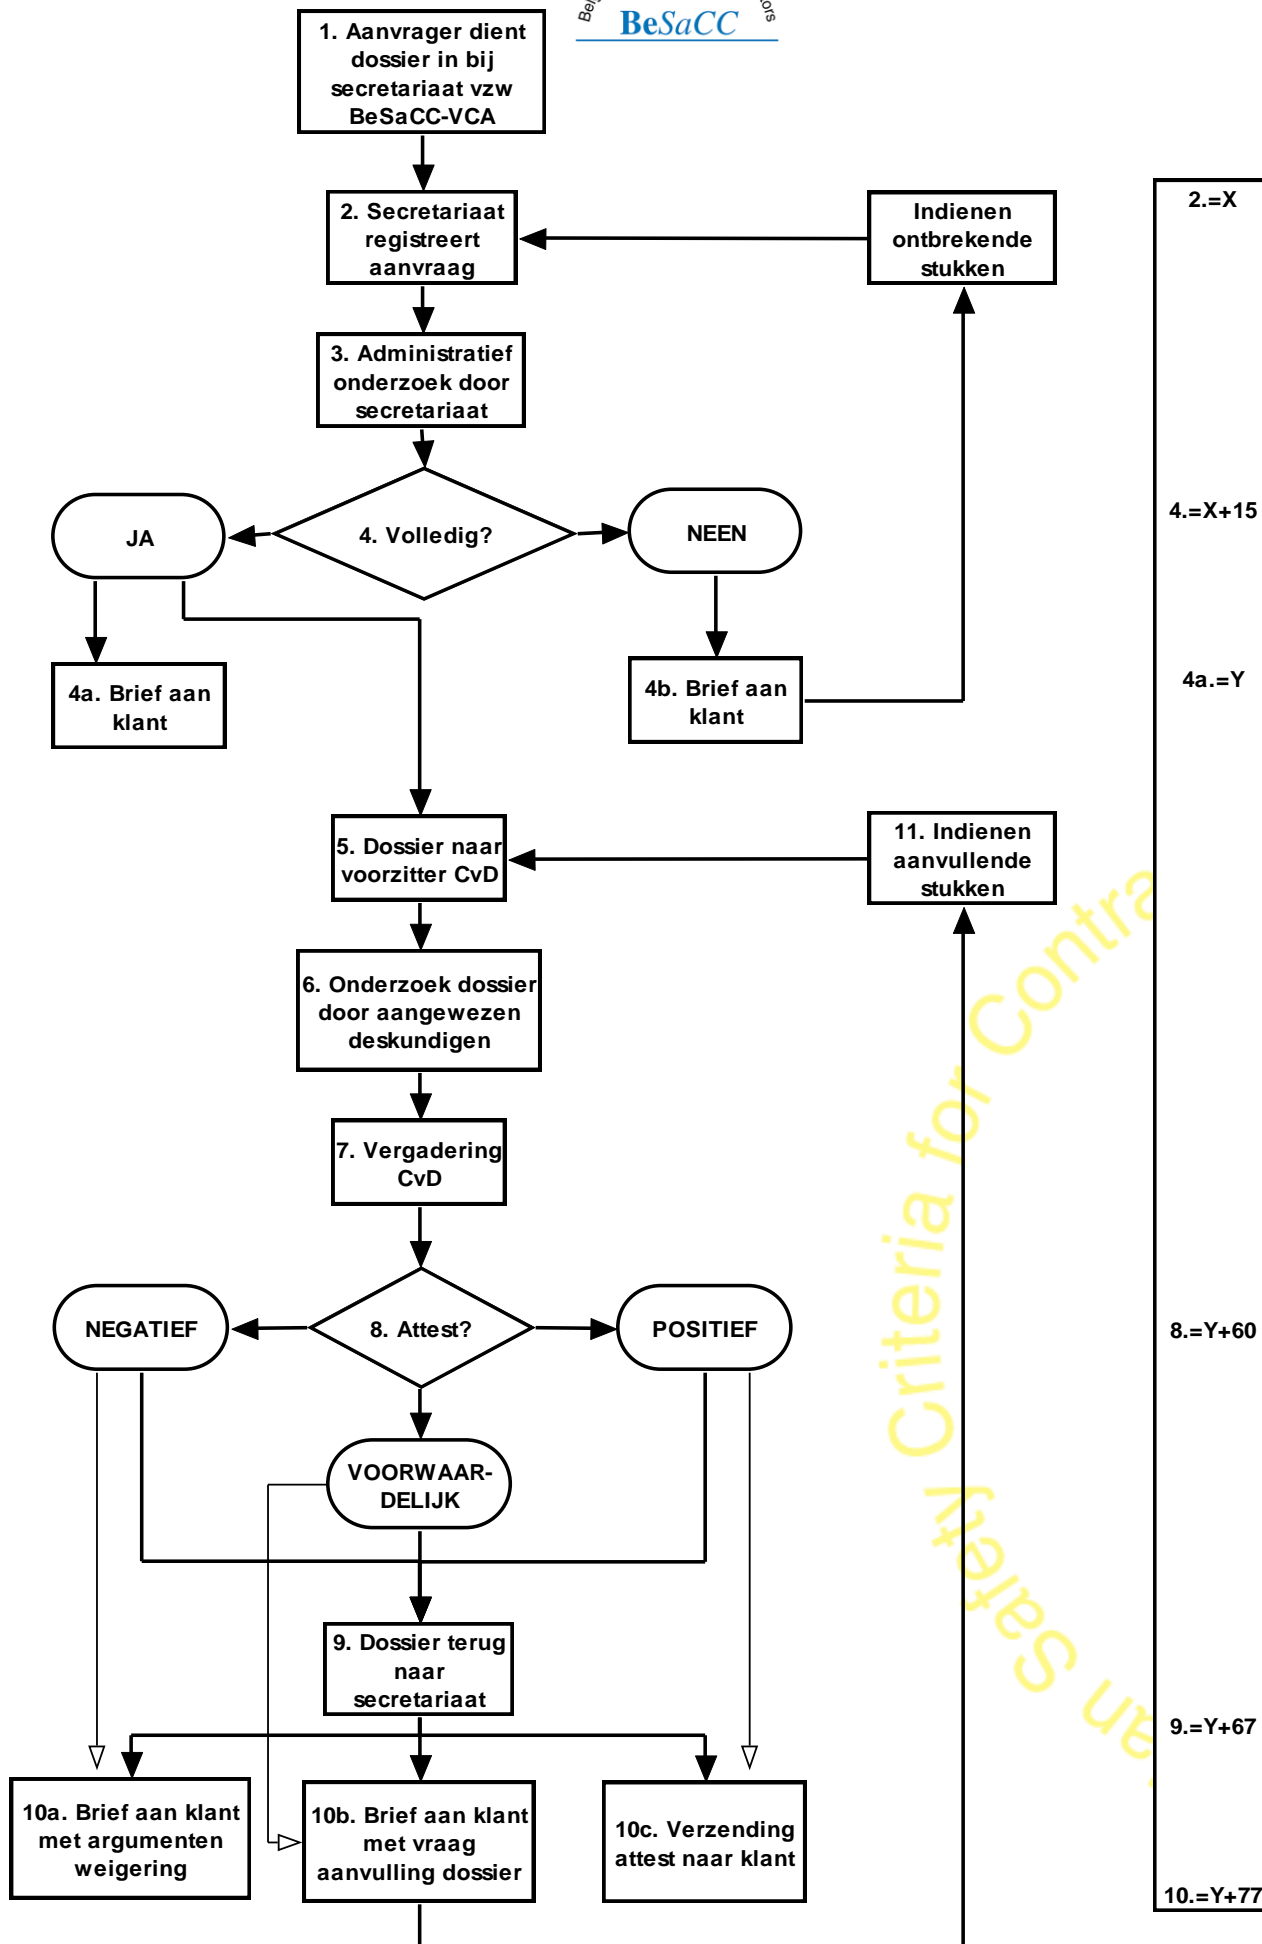 BeSaCC
1. Aanvrager dient
dossier in bij
secretariaat vzw
BeSaCC-VCA
2. Secretariaat
registreert
aanvraag
Indienen
ontbrekende
stukken
2.=X
3. Administratief
onderzoek door
secretariaat
4. Volledig?
JA
NEEN
4.=X+15
4a. Brief aan
klant
4b. Brief aan
klant
4a.=Y
5. Dossier naar
voorzitter CvD
11. Indienen
aanvullende
stukken
6. Onderzoek dossier
door aangewezen
deskundigen
7. Vergadering
CvD
NEGATIEF
8. Attest?
POSITIEF
8.=Y+60
VOORWAAR-
DELIJK
9. Dossier terug
naar
secretariaat
9.=Y+67
10a. Brief aan klant
met argumenten
weigering
10b. Brief aan klant
met vraag
aanvulling dossier
10c. Verzending
attest naar klant
10.=Y+77
Safety Criteria for